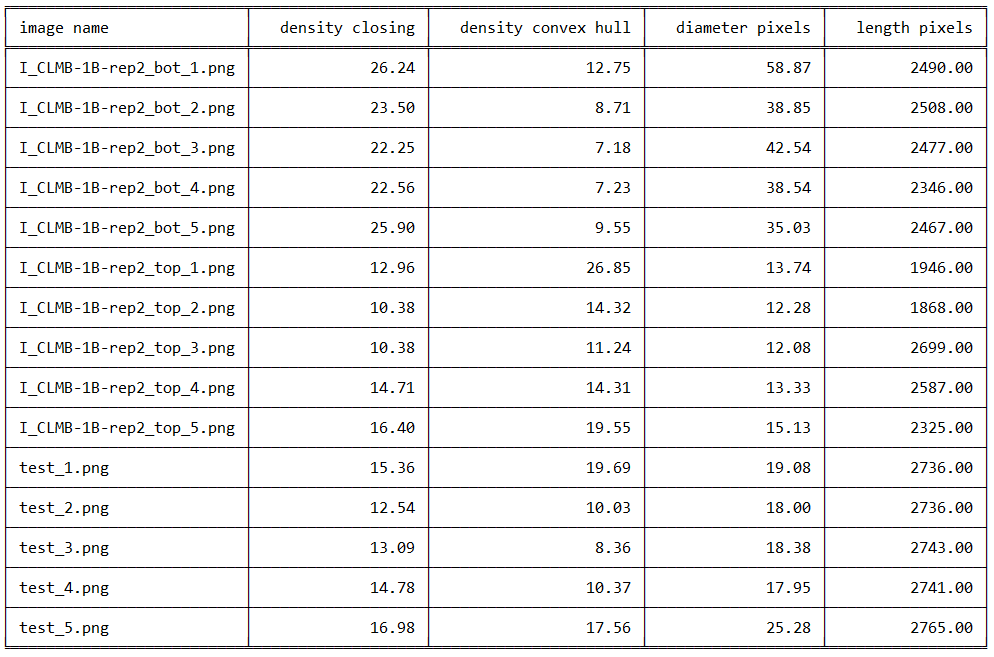 image name density closing density convex hull diameter pixels length pixels
I_CLMB-1B-rep2_bot_1.png 26.24 12.75 58.87 2490.00
I_CLMB-1B-rep2_bot_2.png 23.50 8.71 38.85 2508.00
I_CLMB-1B-rep2_bot_3.png 22.25 7.18 42.54 2477.00
I_CLMB-1B-rep2_bot_4.png 22.56 7.23 38.54 2346.00
I_CLMB-1B-rep2_bot_5.png 25.90 9.55 35.03 2467.00
I_CLMB-1B-rep2_top_1.png 12.96 26.85 13.74 1946.00
I_CLMB-1B-rep2_top_2.png 10.38 14.32 12.28 1868.00
I_CLMB-1B-rep2_top_3.png 10.38 11.24 12.08 2699.00
I_CLMB-1B-rep2_top_4.png 14.71 14.31 13.33 2587.00
I_CLMB-1B-rep2_top_5.png 16.40 19.55 15.13 2325.00
test_1.png 15.36 19.69 19.08 2736.00
test_2.png 12.54 10.03 18.00 2736.00
test_3.png 13.09 8.36 18.38 2743.00
test_4.png 14.78 10.37 17.95 2741.00
test_5.png 16.98 17.56 25.28 2765.00